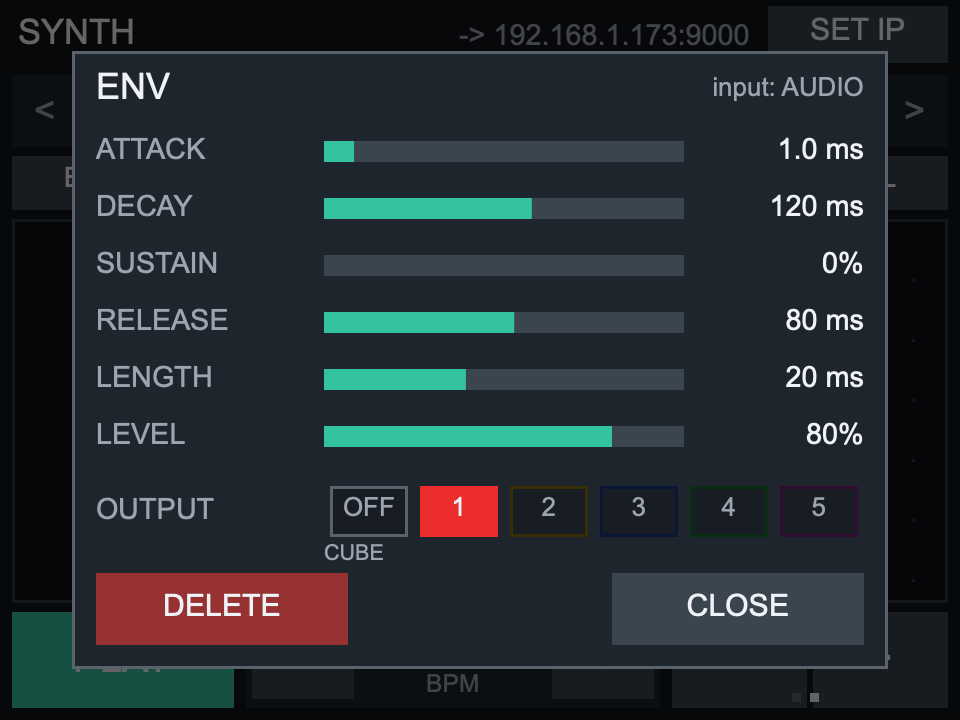 SYNTH
-> 192.168.1.173:9000
SET IP
<
>
ENV
input: AUDIO
ATTACK
1.0 ms
DECAY
120 ms
SUSTAIN
0%
RELEASE
80 ms
LENGTH
20 ms
LEVEL
80%
OUTPUT
OFF
1
2
3
4
5
CUBE
DELETE
CLOSE
BPM